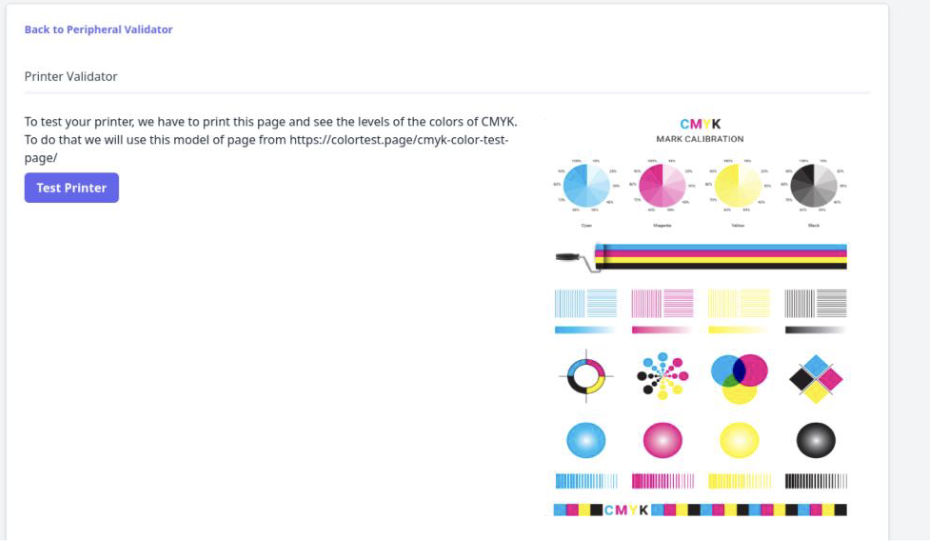 Back to Peripheral Validator
Printer Validator
To test your printer, we have to print this page and see the levels of the colors of CMYK.
To do that we will use this model of page from https://colortest.page/cmyk-color-test-
page/
Test Printer
CMYK
MARK CALIBRATION
Cyan Magenta Yellow Black
CMYK